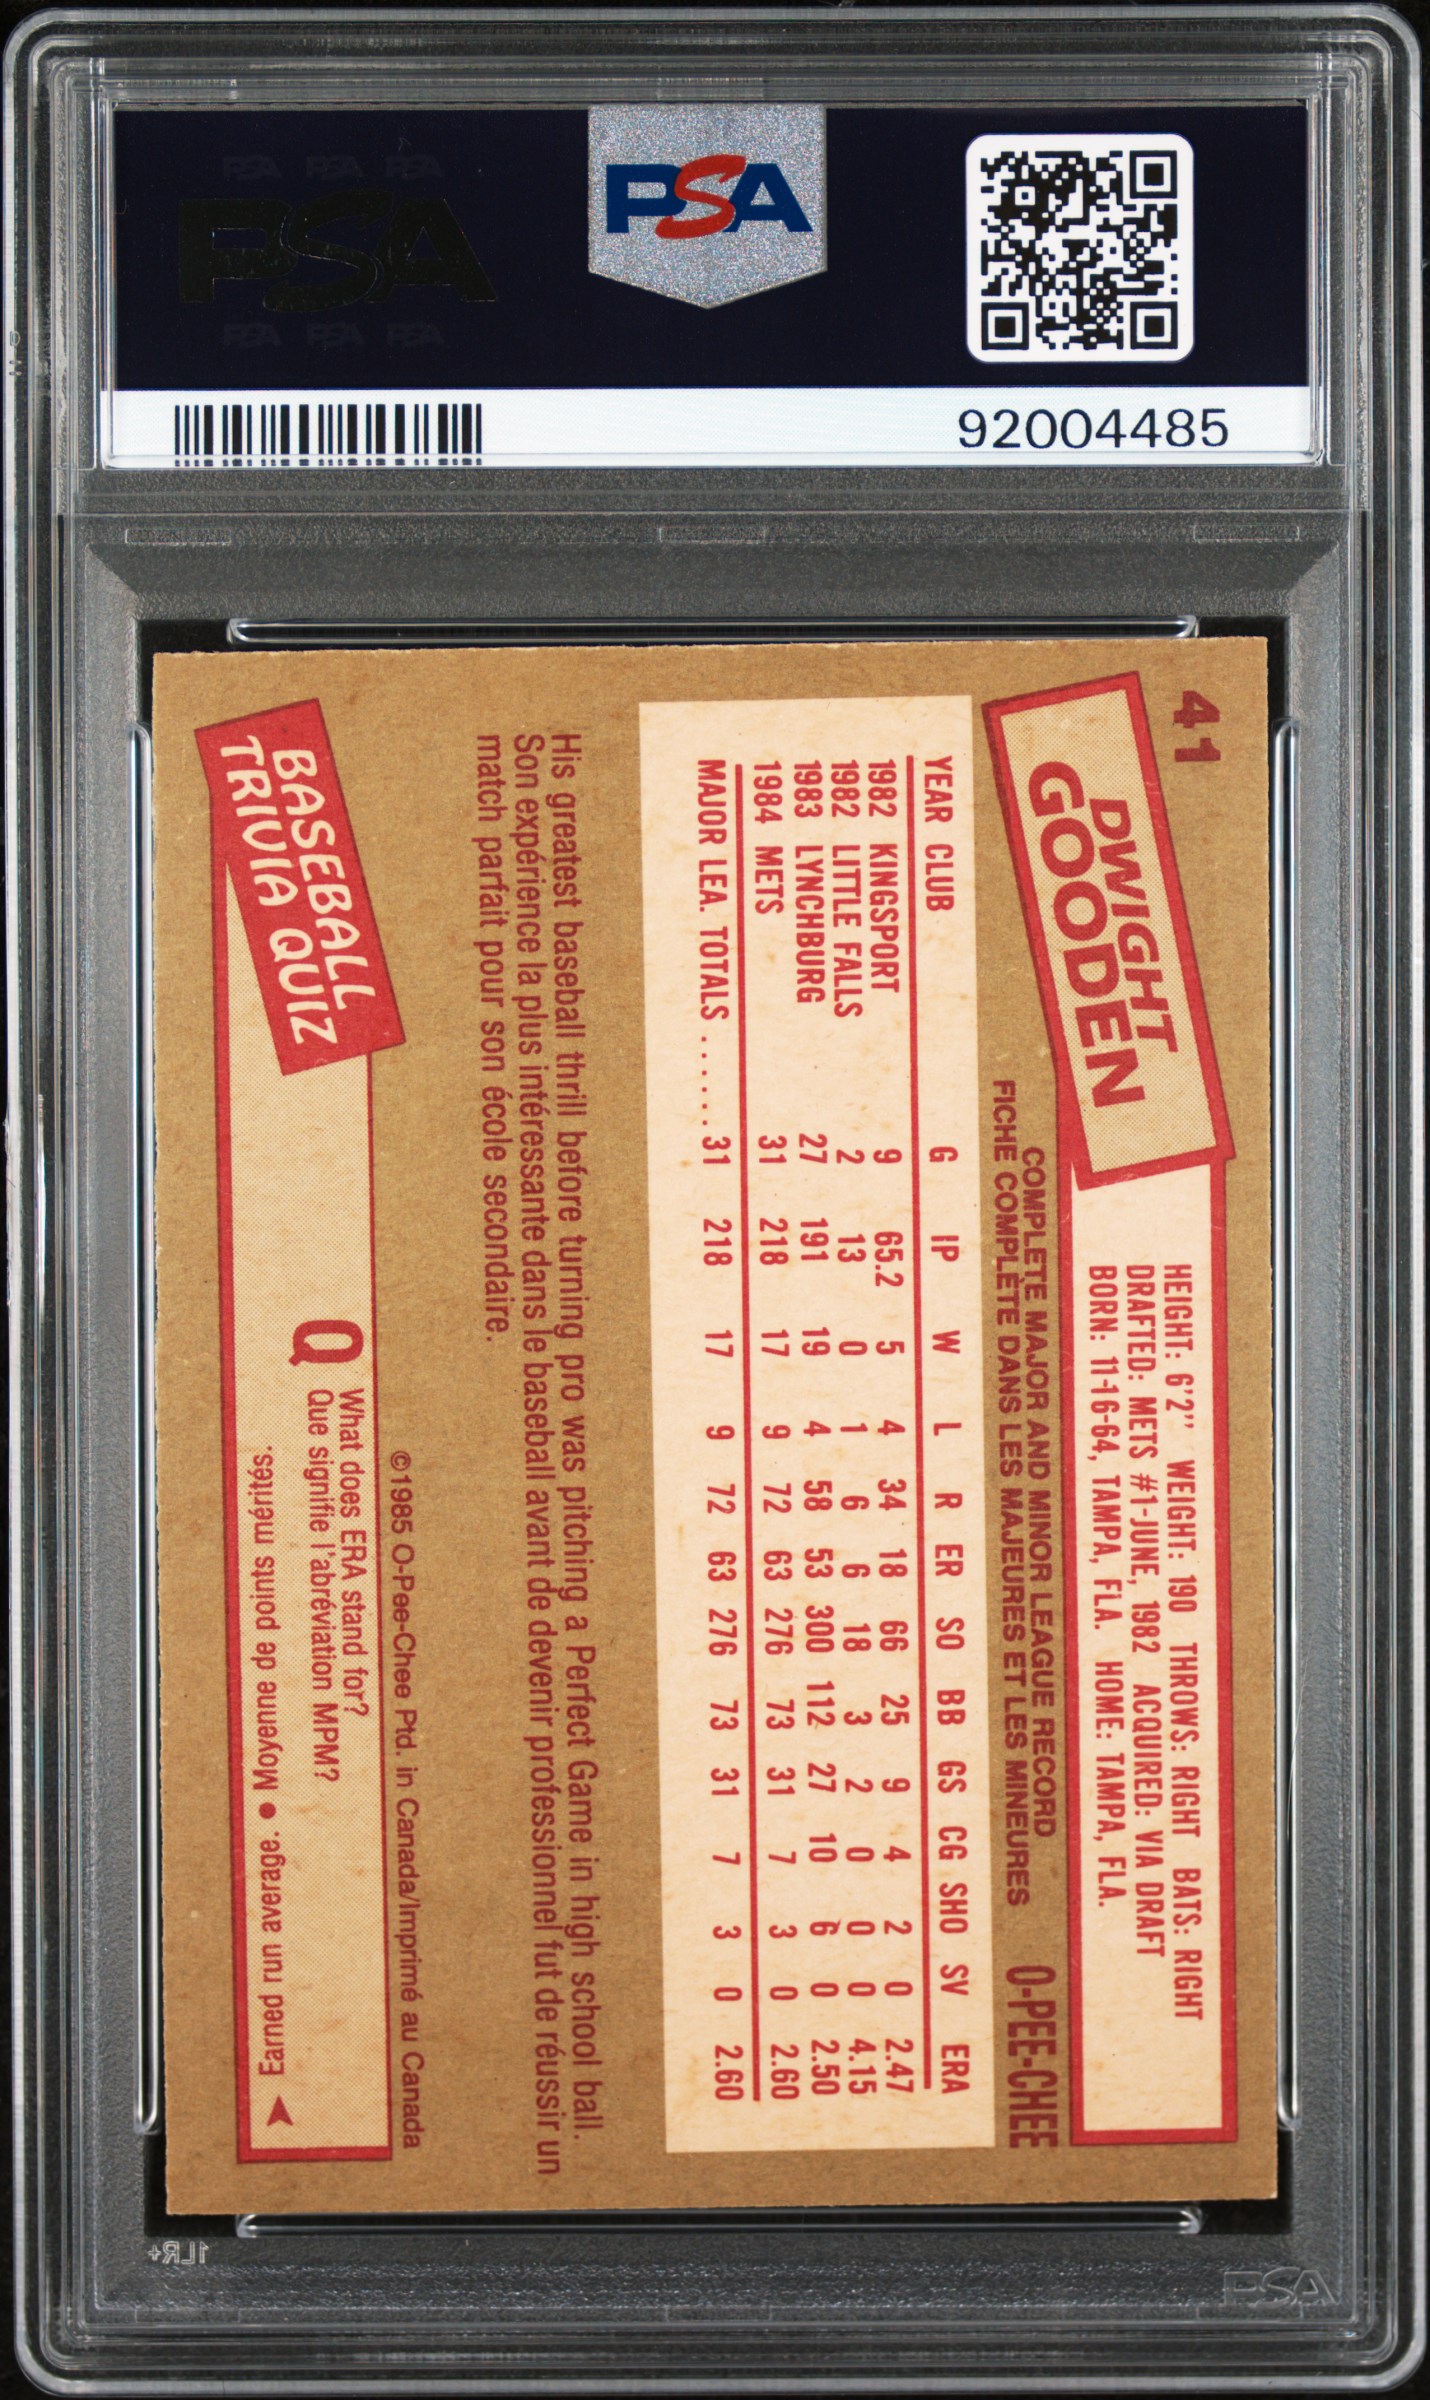 PSA PSA PSA
PSA
PSA PSA PSA
PSA
92004485
41
DWIGHT
GOODEN
HEIGHT: 6'2" WEIGHT: 190 THROWS: RIGHT BATS: RIGHT
DRAFTED: METS #1-JUNE, 1982 ACQUIRED: VIA DRAFT
BORN: 11-16-64, TAMPA, FLA. HOME: TAMPA, FLA.
COMPLETE MAJOR AND MINOR LEAGUE RECORD
FICHE COMPLÈTE DANS LES MAJEURES ET LES MINEURES
O-PEE-CHEE
YEAR CLUB G IP W L R ER SO BB GS CG SHO SV ERA
1982 KINGSPORT 9 65.2 5 4 34 18 66 25 9 4 2 0 2.47
1982 LITTLE FALLS 2 13 0 1 6 6 18 3 2 0 0 0 4.15
1983 LYNCHBURG 27 191 19 4 58 53 300 112 27 10 6 0 2.50
1984 METS 31 218 17 9 72 63 276 73 31 7 3 0 2.60
MAJOR LEA. TOTALS ...... 31 218 17 9 72 63 276 73 31 7 3 0 2.60
His greatest baseball thrill before turning pro was pitching a Perfect Game in high school ball.
Son expérience la plus intéressante dans le baseball avant de devenir professionnel fut de réussir un
match parfait pour son école secondaire.
©1985 O-Pee-Chee Ptd. in Canada/Imprimé au Canada
BASEBALL
TRIVIA QUIZ
Q
What does ERA stand for?
Que signifie l'abréviation MPM?
Earned run average. • Moyenne de points mérités.
1LR+
PSA